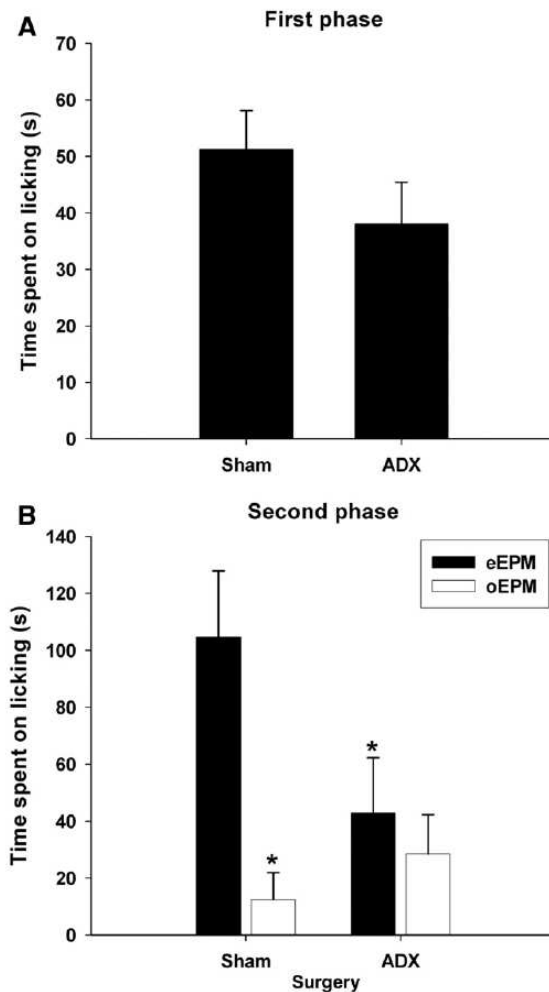 A
First phase
Time spent on licking (s)
70
60
50
40
30
20
10
0
Sham ADX
B
Second phase
Time spent on licking (s)
140
120
100
80
60
40
20
0
eEPM
oEPM
*
*
Sham ADX
Surgery